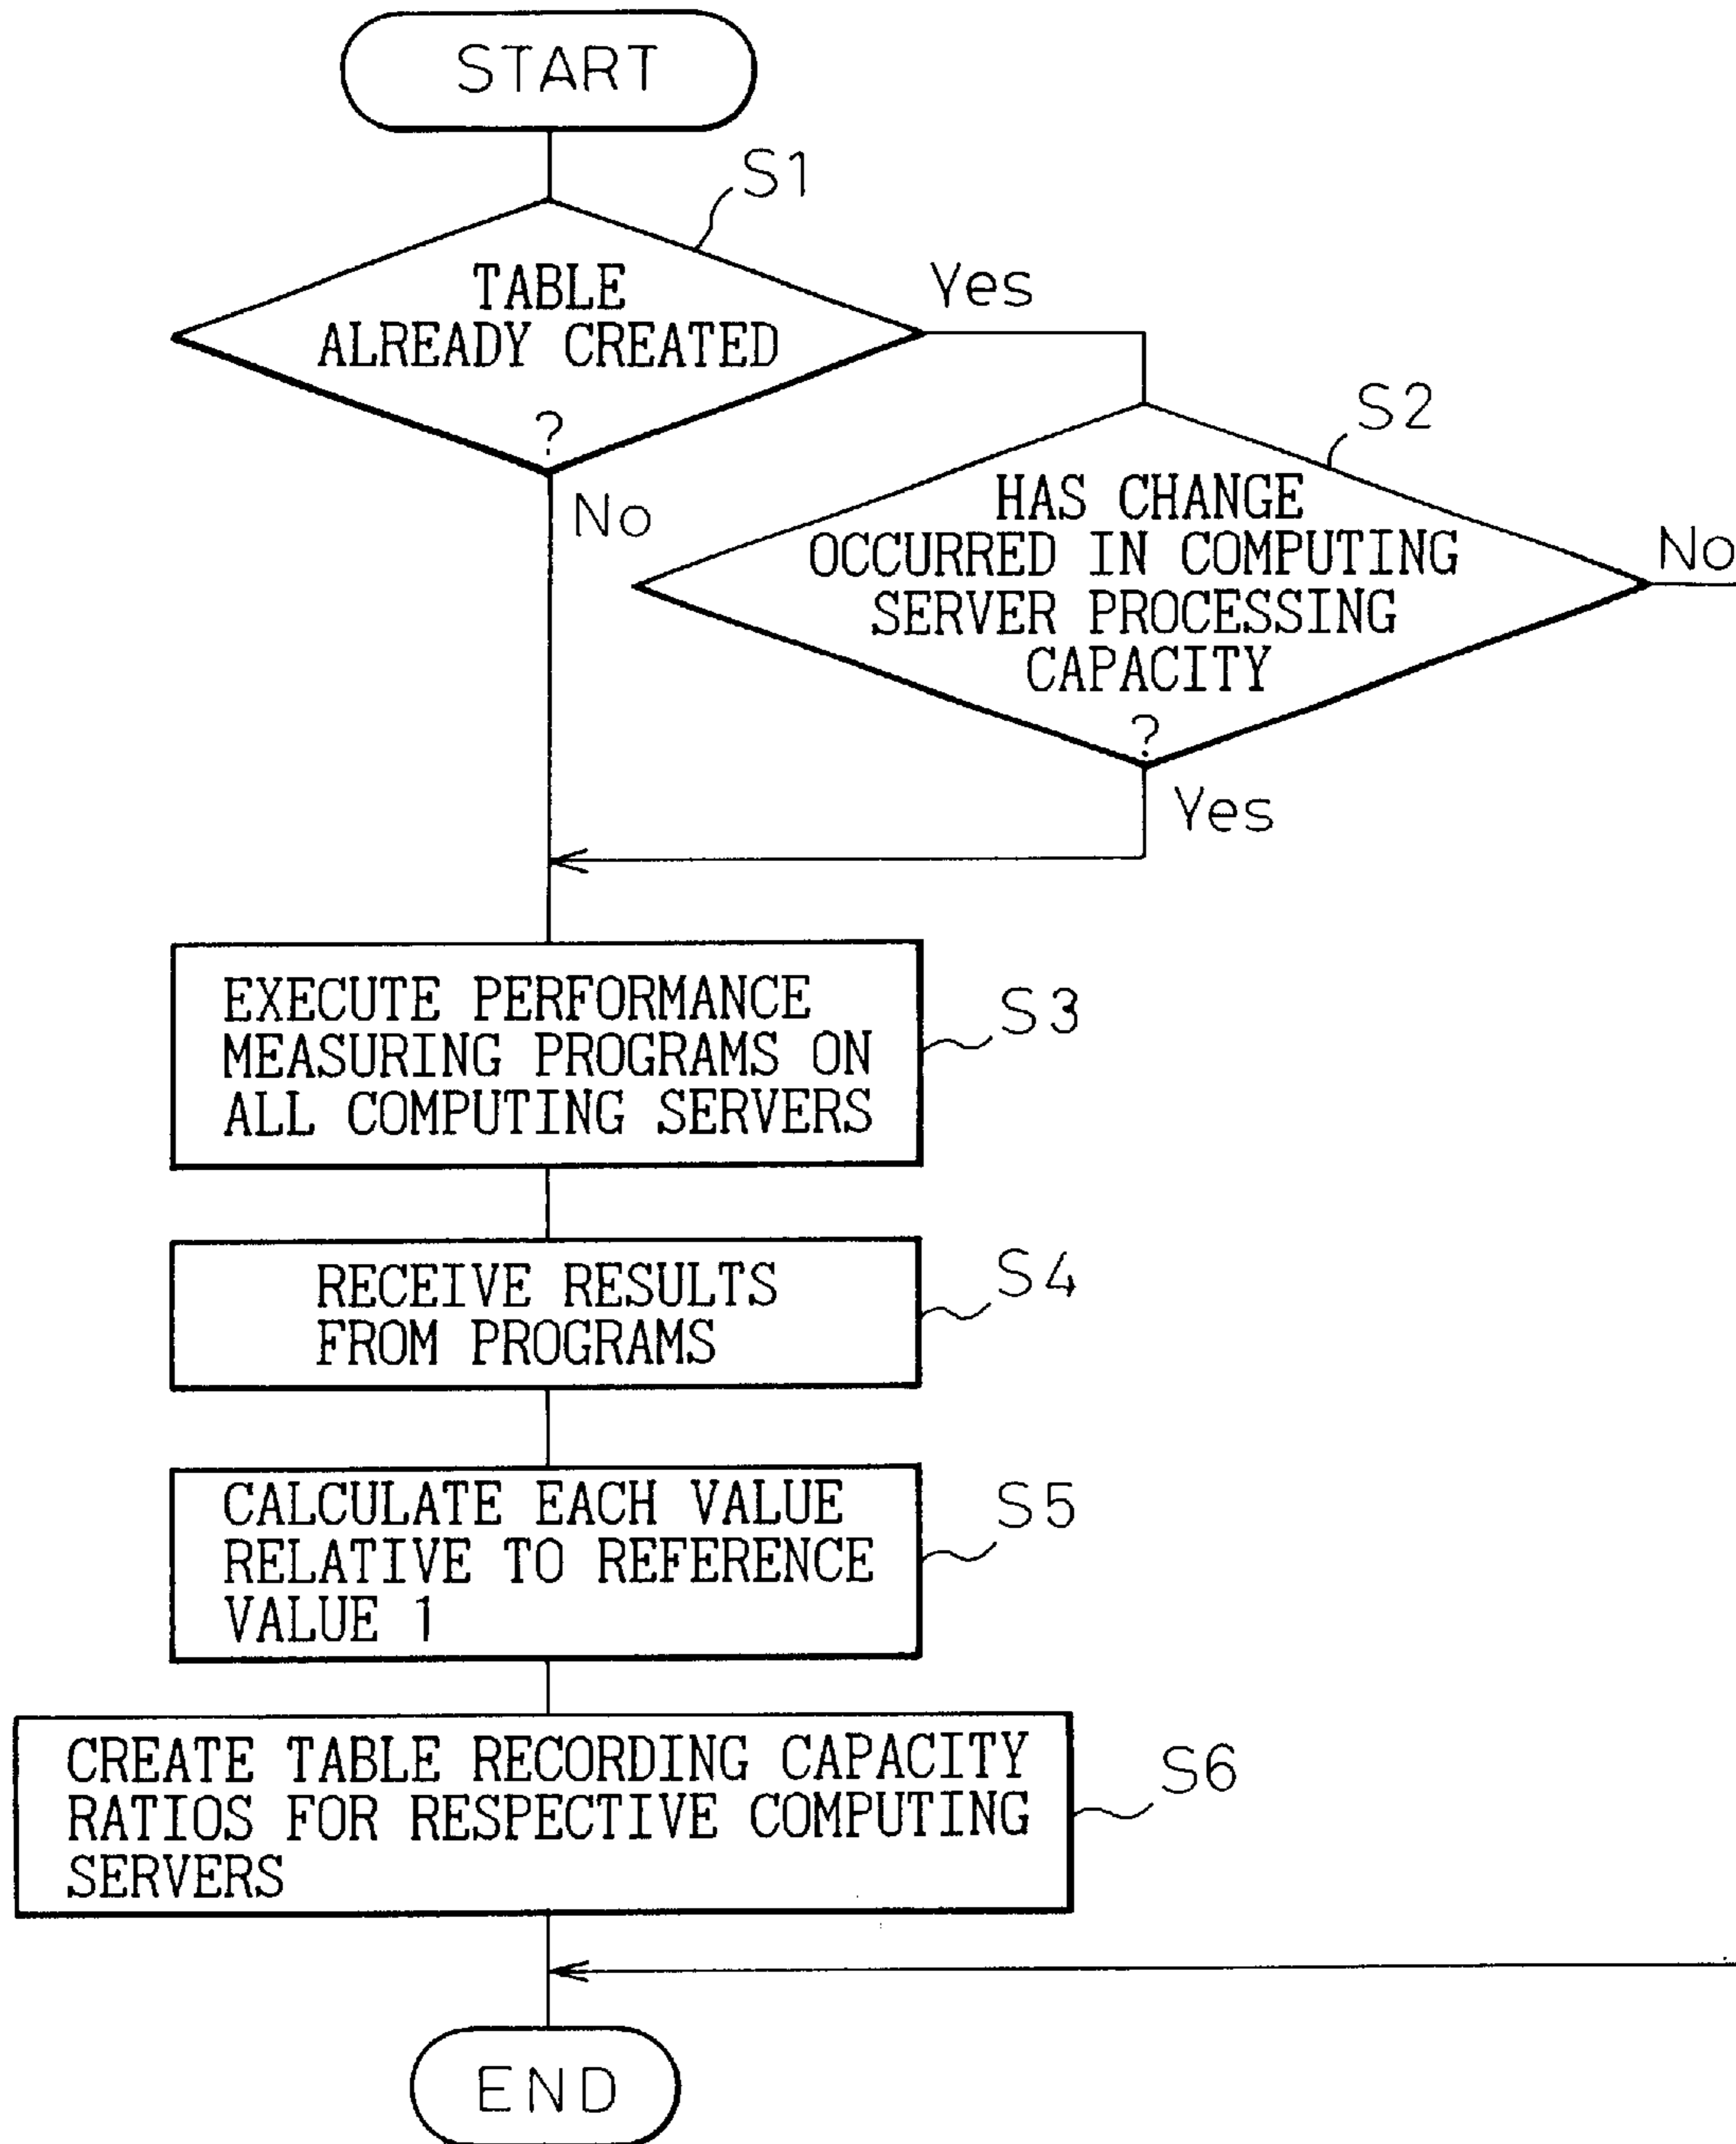 START
S1
TABLE
ALREADY CREATED
?
Yes
No
S2
HAS CHANGE
OCCURRED IN COMPUTING
SERVER PROCESSING
CAPACITY
?
No
Yes
EXECUTE PERFORMANCE
MEASURING PROGRAMS ON
ALL COMPUTING SERVERS
S3
RECEIVE RESULTS
FROM PROGRAMS
S4
CALCULATE EACH VALUE
RELATIVE TO REFERENCE
VALUE 1
S5
CREATE TABLE RECORDING CAPACITY
RATIOS FOR RESPECTIVE COMPUTING
SERVERS
S6
END